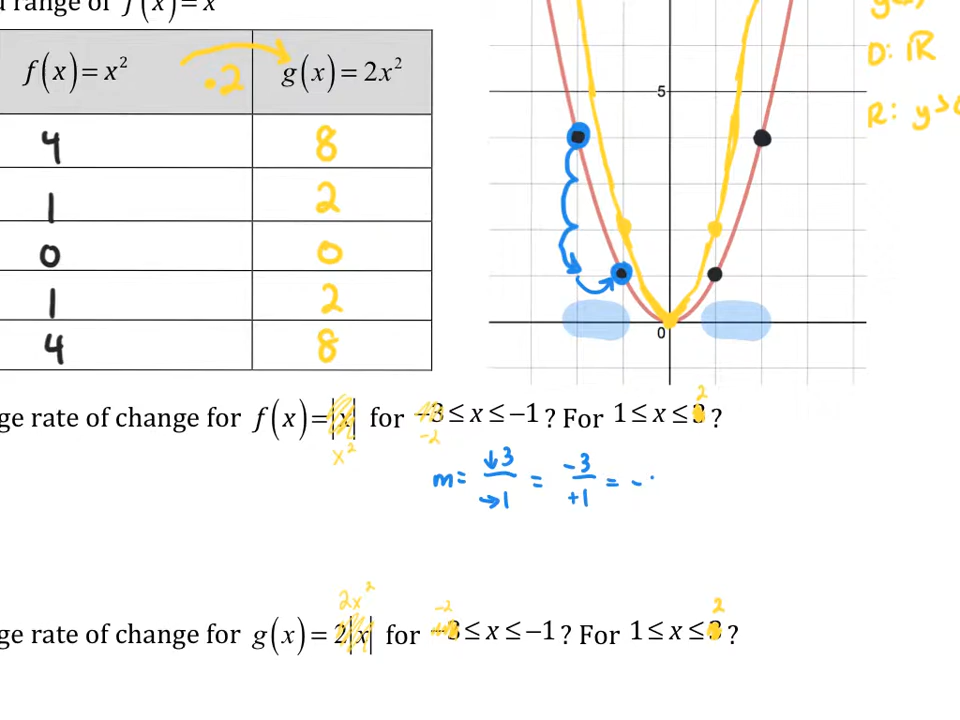 d range of f(x)=x
f(x)=x² ·2 g(x)=2x²
4 8
1 2
0 0
1 2
4 8
5
0
D: ℝ
R: y≥
ge rate of change for f(x)=|x| for -3≤x≤-1? For 1≤x≤3?
x² -2 2
m= ↓3/→1 = -3/+1 = -
2x² -2 2
ge rate of change for g(x)=2|x| for -3≤x≤-1? For 1≤x≤3?